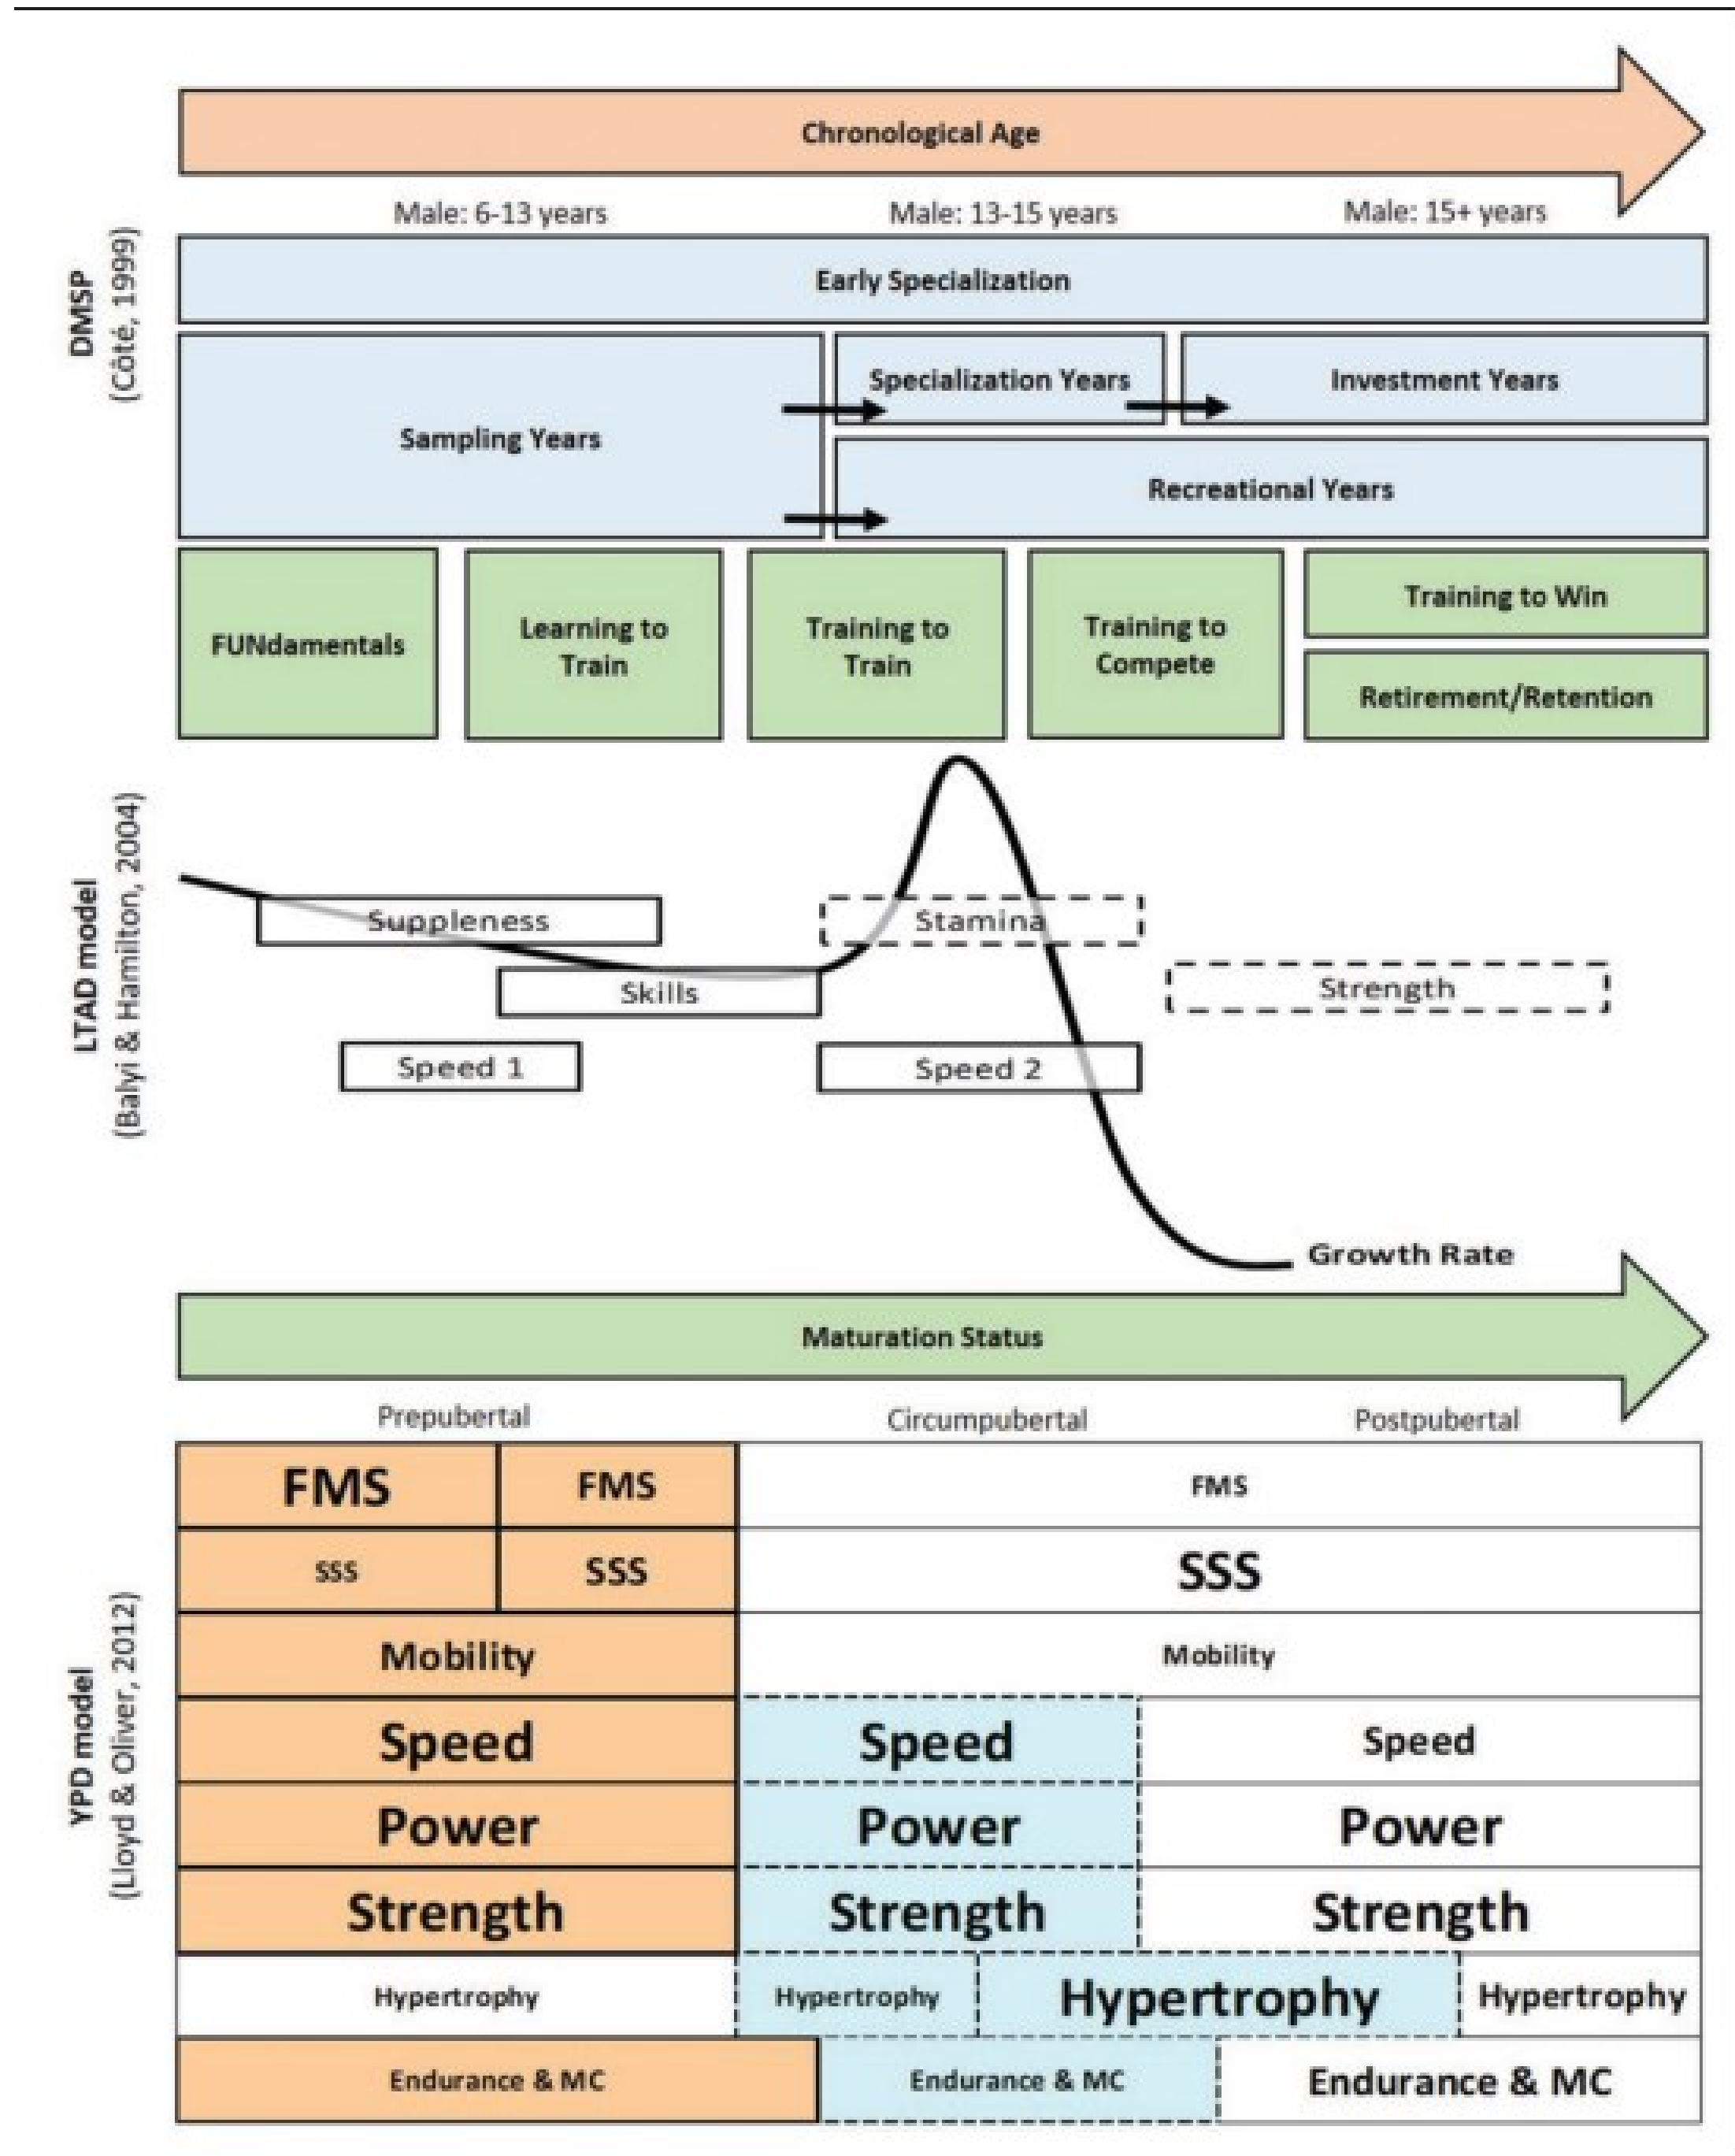 Chronological Age
Male: 6-13 years
Male: 13-15 years
Male: 15+ years
DMSP
(Côté, 1999)
Early Specialization
Sampling Years
Specialization Years
Investment Years
Recreational Years
LTAD model
(Balyi & Hamilton, 2004)
FUNdamentals
Learning to
Train
Training to
Train
Training to
Compete
Training to Win
Retirement/Retention
Suppleness
Stamina
Skills
Strength
Speed 1
Speed 2
Growth Rate
Maturation Status
Prepubertal
Circumpubertal
Postpubertal
YPD model
(Lloyd & Oliver, 2012)
FMS
FMS
FMS
SSS
SSS
SSS
Mobility
Mobility
Speed
Speed
Speed
Power
Power
Power
Strength
Strength
Strength
Hypertrophy
Hypertrophy
Hypertrophy
Hypertrophy
Endurance & MC
Endurance & MC
Endurance & MC